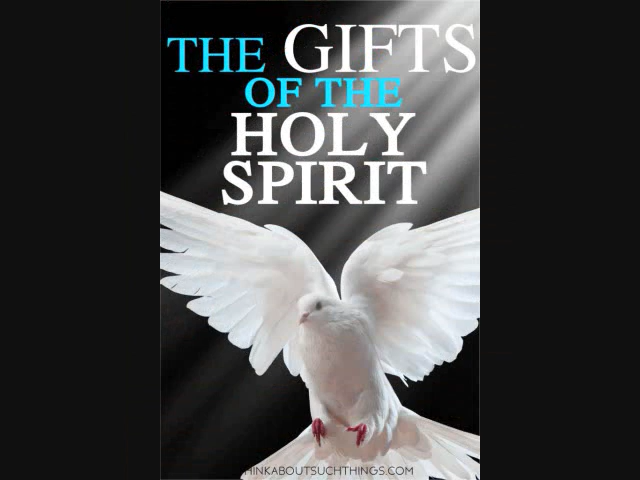 THE GIFTS
OF THE
HOLY
SPIRIT
HINKABOUTSUCHTHINGS.COM